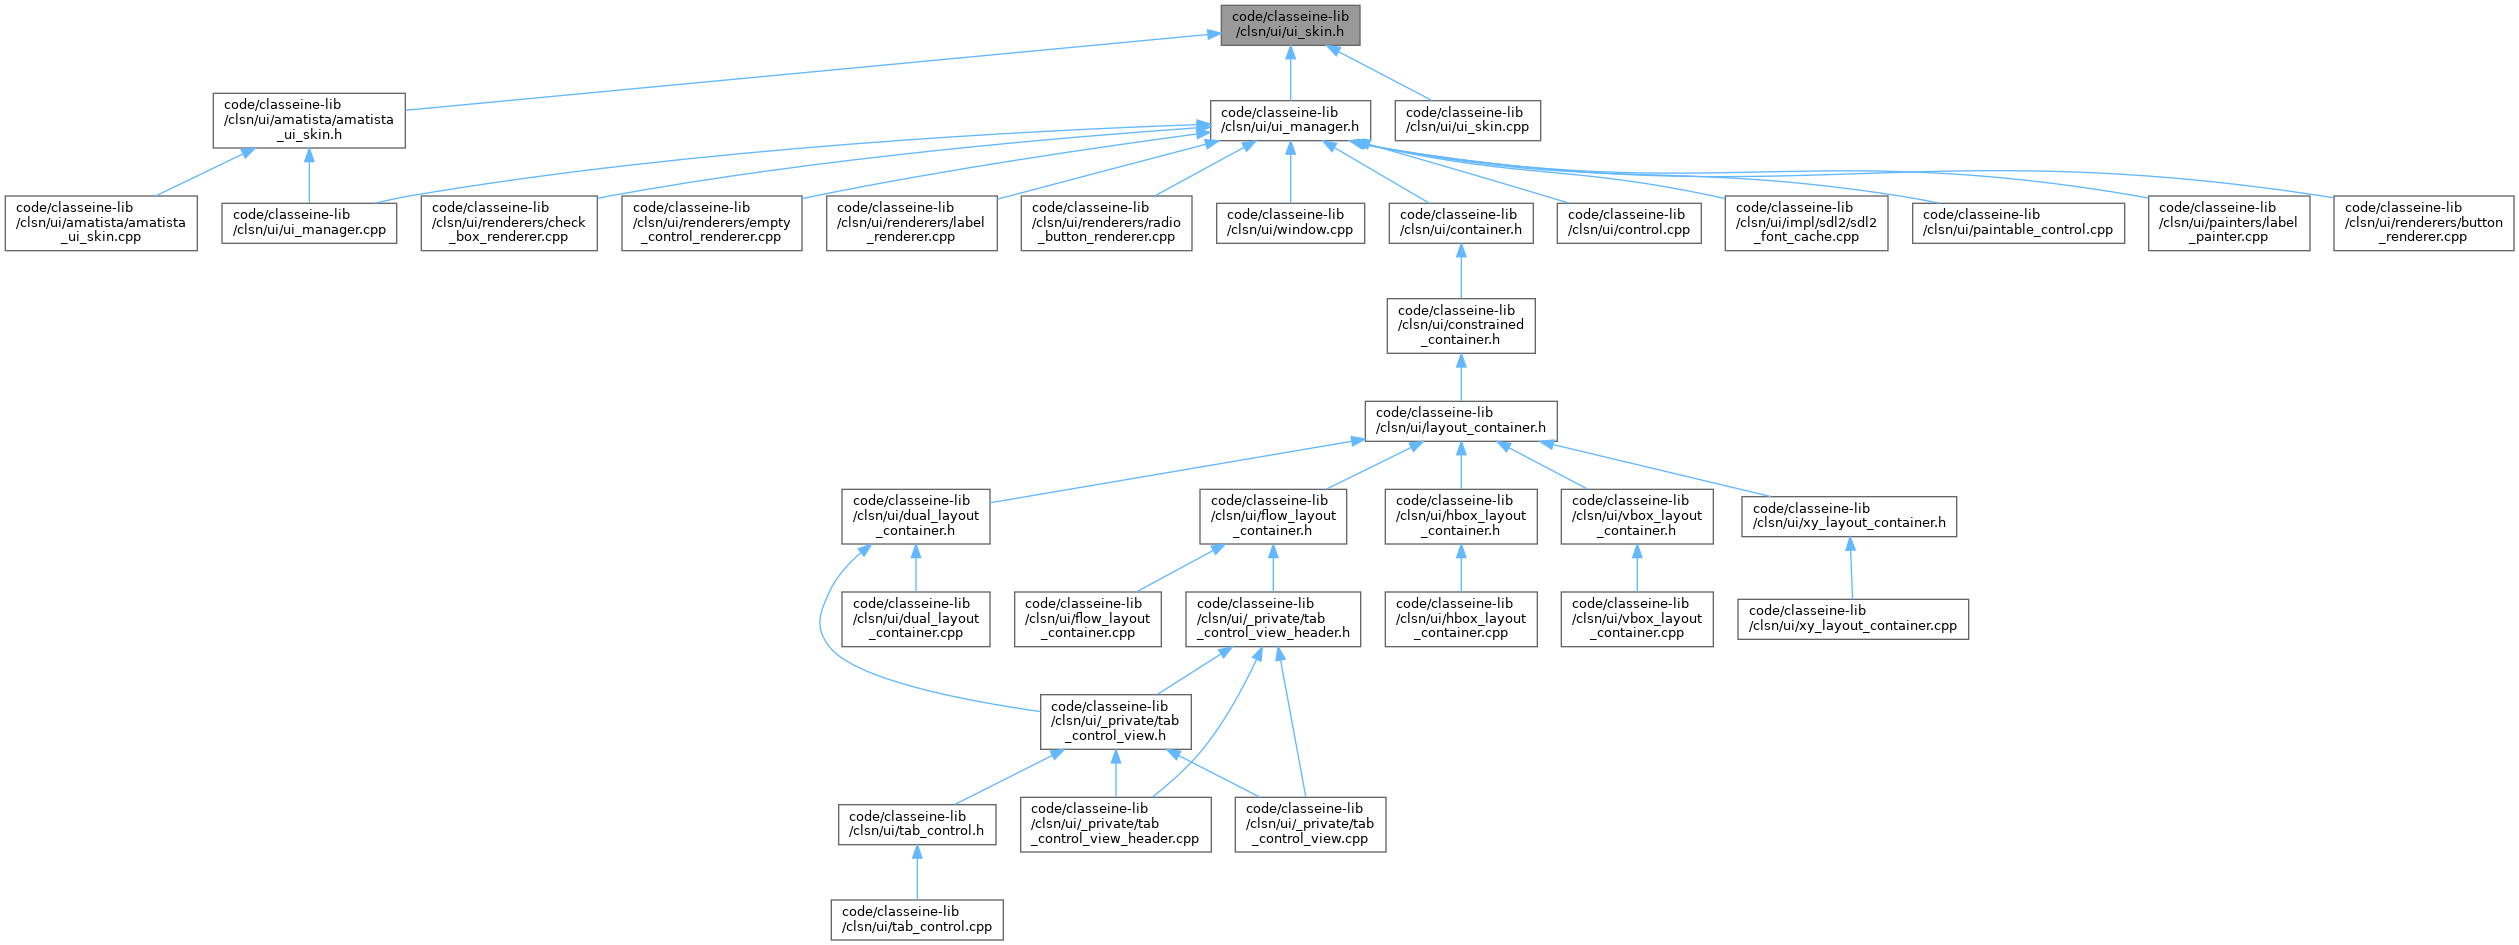 code/classeine-lib
/clsn/ui/ui_skin.h
code/classeine-lib
/clsn/ui/amatista/amatista
_ui_skin.h
code/classeine-lib
/clsn/ui/ui_manager.h
code/classeine-lib
/clsn/ui/ui_skin.cpp
code/classeine-lib
/clsn/ui/amatista/amatista
_ui_skin.cpp
code/classeine-lib
/clsn/ui/ui_manager.cpp
code/classeine-lib
/clsn/ui/renderers/check
_box_renderer.cpp
code/classeine-lib
/clsn/ui/renderers/empty
_control_renderer.cpp
code/classeine-lib
/clsn/ui/renderers/label
_renderer.cpp
code/classeine-lib
/clsn/ui/renderers/radio
_button_renderer.cpp
code/classeine-lib
/clsn/ui/window.cpp
code/classeine-lib
/clsn/ui/container.h
code/classeine-lib
/clsn/ui/control.cpp
code/classeine-lib
/clsn/ui/impl/sdl2/sdl2
_font_cache.cpp
code/classeine-lib
/clsn/ui/paintable_control.cpp
code/classeine-lib
/clsn/ui/painters/label
_painter.cpp
code/classeine-lib
/clsn/ui/renderers/button
_renderer.cpp
code/classeine-lib
/clsn/ui/constrained
_container.h
code/classeine-lib
/clsn/ui/layout_container.h
code/classeine-lib
/clsn/ui/dual_layout
_container.h
code/classeine-lib
/clsn/ui/flow_layout
_container.h
code/classeine-lib
/clsn/ui/hbox_layout
_container.h
code/classeine-lib
/clsn/ui/vbox_layout
_container.h
code/classeine-lib
/clsn/ui/xy_layout_container.h
code/classeine-lib
/clsn/ui/dual_layout
_container.cpp
code/classeine-lib
/clsn/ui/flow_layout
_container.cpp
code/classeine-lib
/clsn/ui/_private/tab
_control_view_header.h
code/classeine-lib
/clsn/ui/hbox_layout
_container.cpp
code/classeine-lib
/clsn/ui/vbox_layout
_container.cpp
code/classeine-lib
/clsn/ui/xy_layout_container.cpp
code/classeine-lib
/clsn/ui/_private/tab
_control_view.h
code/classeine-lib
/clsn/ui/tab_control.h
code/classeine-lib
/clsn/ui/_private/tab
_control_view_header.cpp
code/classeine-lib
/clsn/ui/_private/tab
_control_view.cpp
code/classeine-lib
/clsn/ui/tab_control.cpp